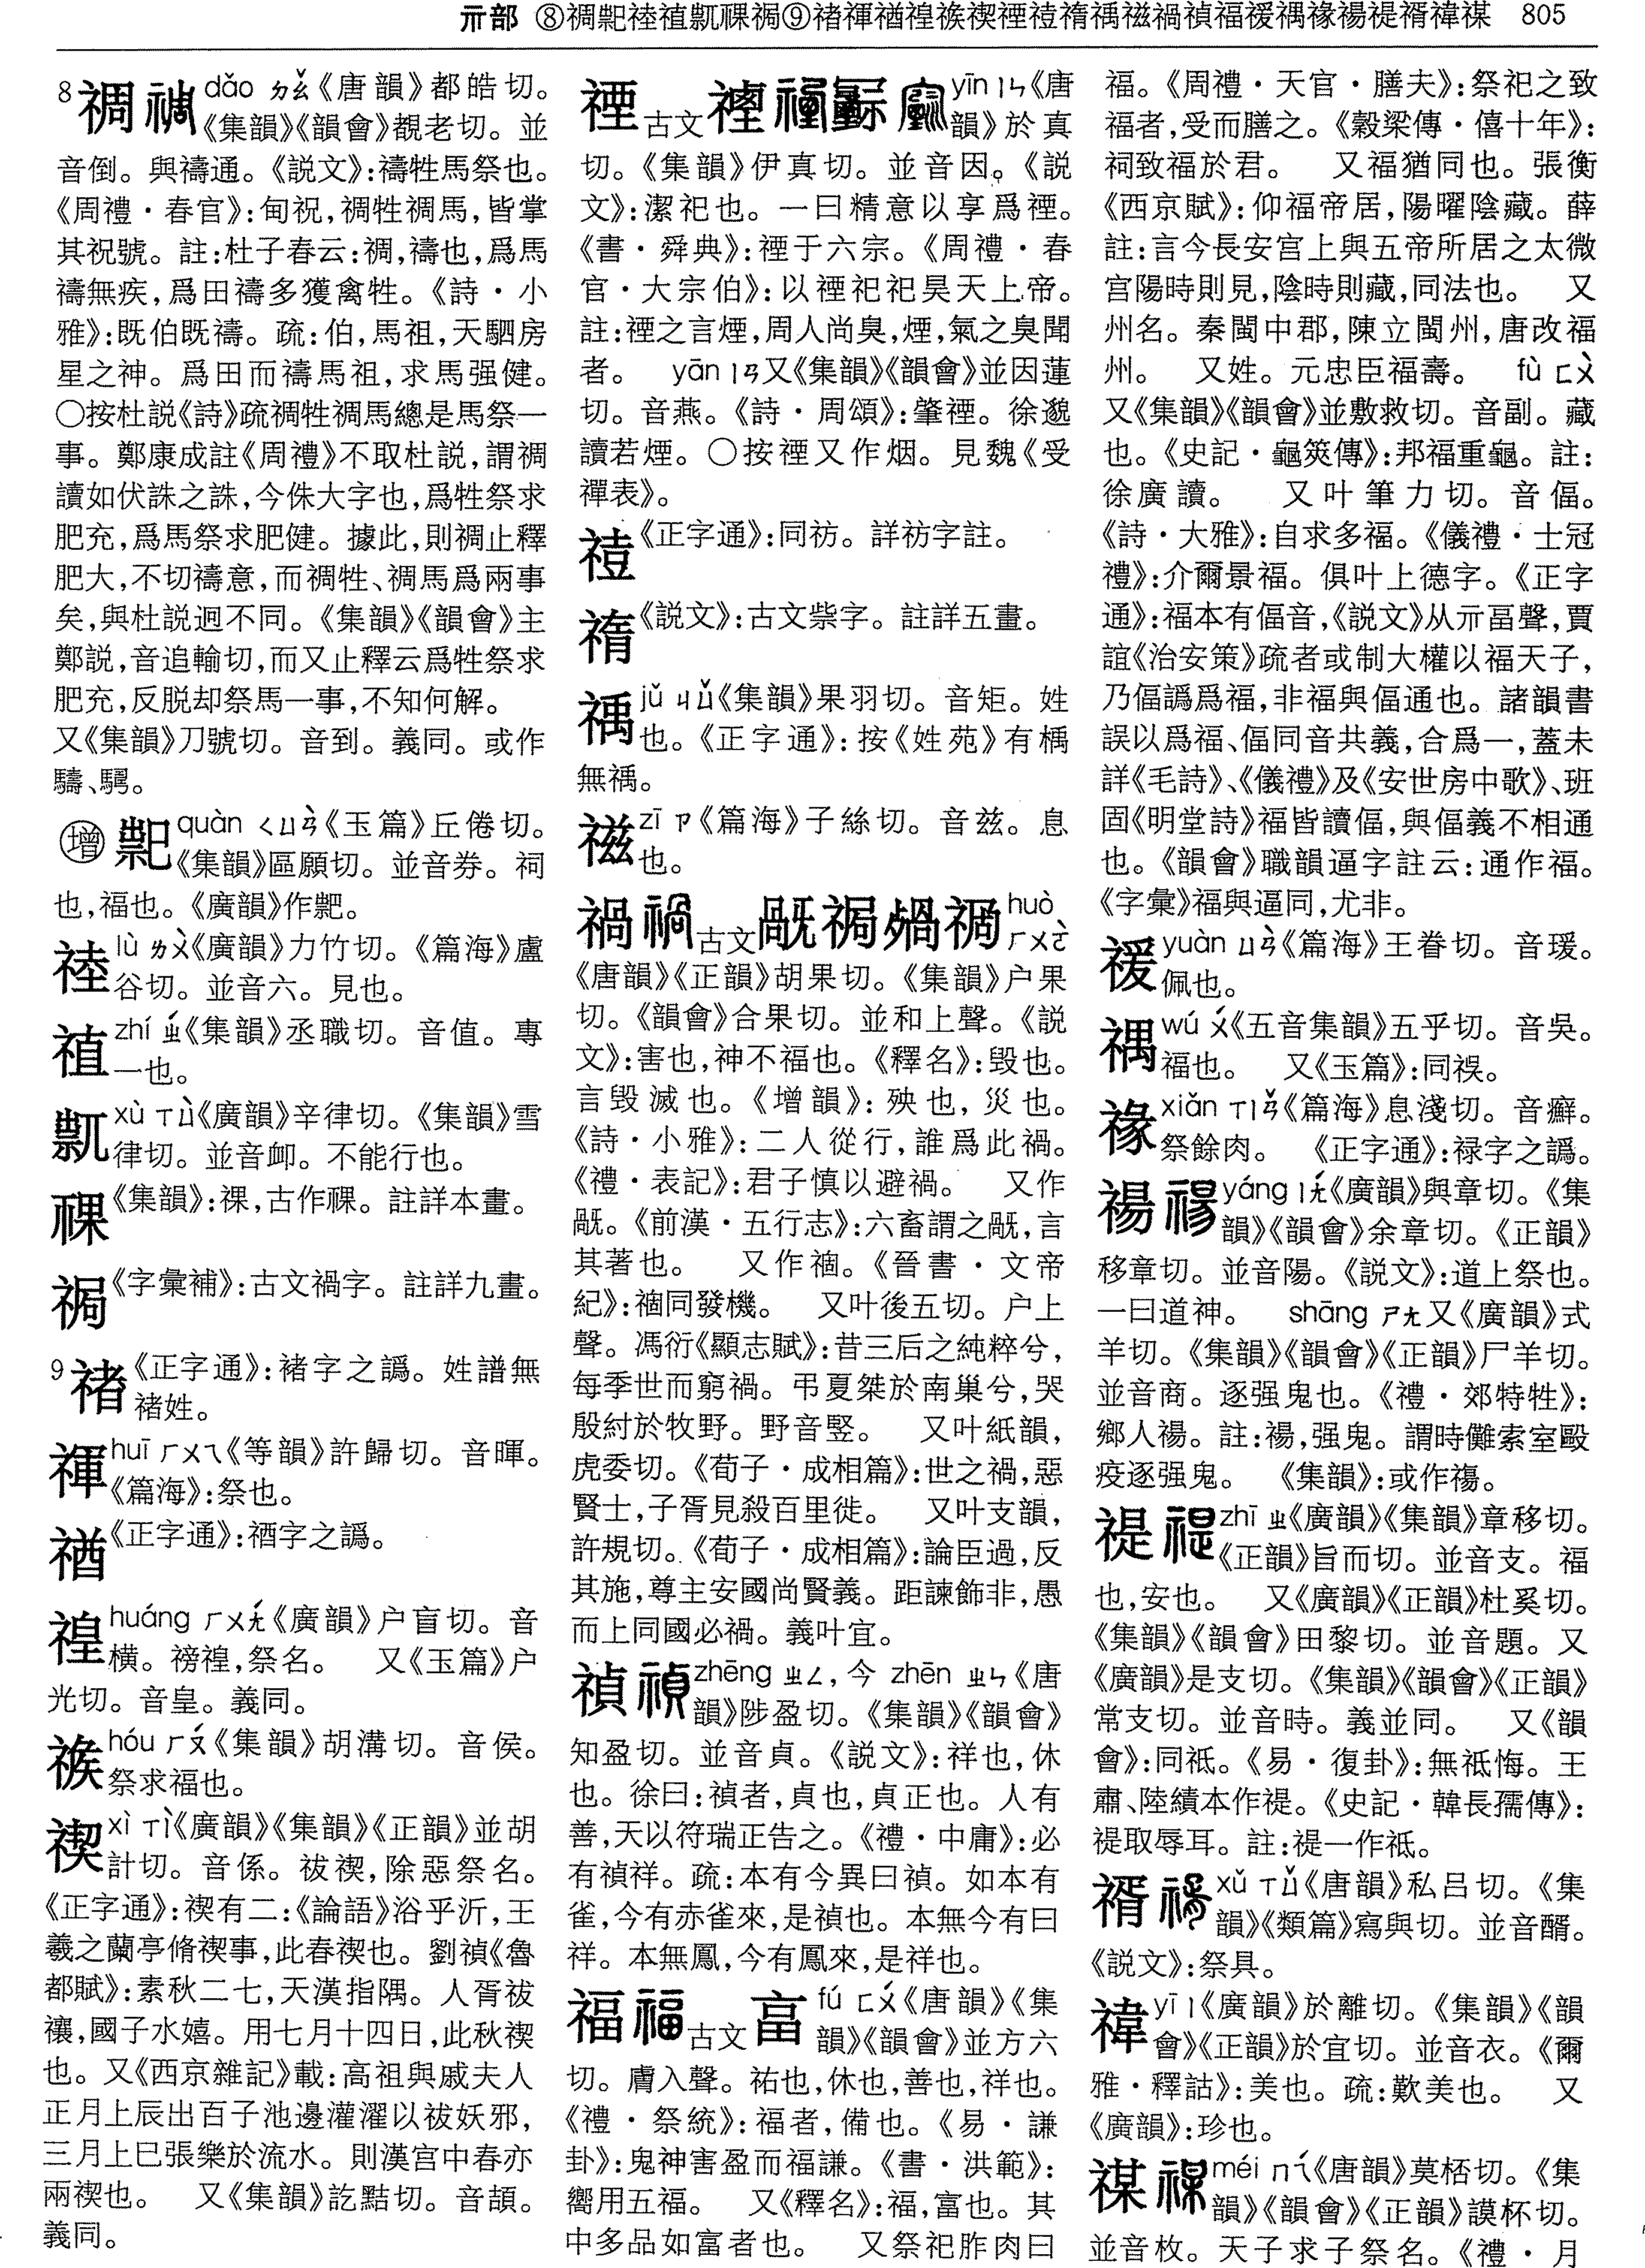 示部 ⑧禂㔑䄐䄃禑⑨禇禈禉禋禊禍禎福禐禑禒禓禔禕禖 805
8禂 dǎo ㄉㄠˇ《唐韻》都皓切。
《集韻》《韻會》覩老切。並
音倒。與禱通。《説文》:禱牲馬祭也。
《周禮・春官》:甸祝,禂牲禂馬,皆掌
其祝號。註:杜子春云:禂,禱也,爲馬
禱無疾,爲田禱多獲禽牲。《詩・小
雅》:既伯既禱。疏:伯,馬祖,天駟房
星之神。爲田而禱馬祖,求馬强健。
〇按杜説《詩》疏禂牲禂馬總是馬祭一
事。鄭康成註《周禮》不取杜説,謂禂
讀如伏誅之誅,今侏大字也,爲牲祭求
肥充,爲馬祭求肥健。據此,則禂止釋
肥大,不切禱意,而禂牲、禂馬爲兩事
矣,與杜説迥不同。《集韻》《韻會》主
鄭説,音追輸切,而又止釋云爲牲祭求
肥充,反脱却祭馬一事,不知何解。
又《集韻》刀號切。音到。義同。或作
䮻、駶。
增 quàn ㄑㄩㄢˋ《玉篇》丘倦切。
《集韻》區願切。並音券。祠
也,福也。《廣韻》作。
lù ㄌㄨˋ《廣韻》力竹切。《篇海》盧
谷切。並音六。見也。
禃 zhí ㄓˊ《集韻》丞職切。音值。專
一也。
xù ㄒㄩˋ《廣韻》辛律切。《集韻》雪
律切。並音卹。不能行也。
祼《集韻》:祼,古作。註詳本畫。
《字彙補》:古文禍字。註詳九畫。
9禇《正字通》:褚字之譌。姓譜無
禇姓。
禈 huī ㄏㄨㄟ《等韻》許歸切。音暉。
《篇海》:祭也。
禉《正字通》:䄆字之譌。
䄓 huáng ㄏㄨㄤˊ《廣韻》户盲切。音
橫。䄘䄓,祭名。 又《玉篇》户
光切。音皇。義同。
䄔 hóu ㄏㄡˊ《集韻》胡溝切。音侯。
祭求福也。
禊 xì ㄒㄧˋ《廣韻》《集韻》《正韻》並胡
計切。音係。祓禊,除惡祭名。
《正字通》:禊有二:《論語》浴乎沂,王
羲之蘭亭脩禊事,此春禊也。劉禎《魯
都賦》:素秋二七,天漢指隅。人胥祓
禳,國子水嬉。用七月十四日,此秋禊
也。又《西京雜記》載:高祖與戚夫人
正月上辰出百子池邊灌濯以祓妖邪,
三月上巳張樂於流水。則漢宮中春亦
兩禊也。 又《集韻》訖黠切。音頡。
義同。
禋 古文 yīn ㄧㄣ《唐
韻》於真
切。《集韻》伊真切。並音因。《説
文》:潔祀也。一曰精意以享爲禋。
《書・舜典》:禋于六宗。《周禮・春
官・大宗伯》:以禋祀祀昊天上帝。
註:禋之言煙,周人尚臭,煙,氣之臭聞
者。 yān ㄧㄢ又《集韻》《韻會》並因蓮
切。音燕。《詩・周頌》:肇禋。徐邈
讀若煙。〇按禋又作烟。見魏《受
禪表》。
《正字通》:同祊。詳祊字註。
《説文》:古文祡字。註詳五畫。
䄔 jǔ ㄐㄩˇ《集韻》果羽切。音矩。姓
也。《正字通》:按《姓苑》有楀
無禹。
禌 zī ㄗ《篇海》子絲切。音兹。息
也。
禍 古文 huò
ㄏㄨㄛˋ
《唐韻》《正韻》胡果切。《集韻》户果
切。《韻會》合果切。並和上聲。《説
文》:害也,神不福也。《釋名》:毁也。
言毁滅也。《增韻》:殃也,災也。
《詩・小雅》:二人從行,誰爲此禍。
《禮・表記》:君子慎以避禍。 又作
𣄸。《前漢・五行志》:六畜謂之𣄸,言
其著也。 又作䄀。《晉書・文帝
紀》:䄀同發機。 又叶後五切。户上
聲。馮衍《顯志賦》:昔三后之純粹兮,
每季世而窮禍。弔夏桀於南巢兮,哭
殷紂於牧野。野音竪。 又叶紙韻,
虎委切。《荀子・成相篇》:世之禍,惡
賢士,子胥見殺百里徙。 又叶支韻,
許規切。《荀子・成相篇》:論臣過,反
其施,尊主安國尚賢義。距諫飾非,愚
而上同國必禍。義叶宜。
禎 zhēng ㄓㄥ,今 zhēn ㄓㄣ《唐
韻》陟盈切。《集韻》《韻會》
知盈切。並音貞。《説文》:祥也,休
也。徐曰:禎者,貞也,貞正也。人有
善,天以符瑞正告之。《禮・中庸》:必
有禎祥。疏:本有今異曰禎。如本有
雀,今有赤雀來,是禎也。本無今有曰
祥。本無鳳,今有鳳來,是祥也。
福 古文 畗 fú ㄈㄨˊ《唐韻》《集
韻》《韻會》並方六
切。膚入聲。祐也,休也,善也,祥也。
《禮・祭統》:福者,備也。《易・謙
卦》:鬼神害盈而福謙。《書・洪範》:
嚮用五福。 又《釋名》:福,富也。其
中多品如富者也。 又祭祀胙肉曰
福。《周禮・天官・膳夫》:祭祀之致
福者,受而膳之。《穀梁傳・僖十年》:
祠致福於君。 又福猶同也。張衡
《西京賦》:仰福帝居,陽曜陰藏。薛
註:言今長安宮上與五帝所居之太微
宮陽時則見,陰時則藏,同法也。 又
州名。秦閩中郡,陳立閩州,唐改福
州。 又姓。元忠臣福壽。 fù ㄈㄨˋ
又《集韻》《韻會》並敷救切。音副。藏
也。《史記・龜筴傳》:邦福重龜。註:
徐廣讀。 又叶筆力切。音偪。
《詩・大雅》:自求多福。《儀禮・士冠
禮》:介爾景福。俱叶上德字。《正字
通》:福本有偪音,《説文》从示畐聲,賈
誼《治安策》疏者或制大權以福天子,
乃偪譌爲福,非福與偪通也。諸韻書
誤以爲福、偪同音共義,合爲一,蓋未
詳《毛詩》、《儀禮》及《安世房中歌》、班
固《明堂詩》福皆讀偪,與偪義不相通
也。《韻會》職韻逼字註云:通作福。
《字彙》福與逼同,尤非。
禐 yuàn ㄩㄢˋ《篇海》王眷切。音瑗。
佩也。
禑 wú ㄨˊ《五音集韻》五乎切。音吳。
福也。 又《玉篇》:同祦。
禒 xiǎn ㄒㄧㄢˇ《篇海》息淺切。音癬。
祭餘肉。 《正字通》:禄字之譌。
禓 yáng ㄧㄤˊ《廣韻》與章切。《集
韻》《韻會》余章切。《正韻》
移章切。並音陽。《説文》:道上祭也。
一曰道神。 shāng ㄕㄤ又《廣韻》式
羊切。《集韻》《韻會》《正韻》尸羊切。
並音商。逐强鬼也。《禮・郊特牲》:
鄉人禓。註:禓,强鬼。謂時儺索室毆
疫逐强鬼。 《集韻》:或作䄌。
禔 zhī ㄓ《廣韻》《集韻》章移切。
《正韻》旨而切。並音支。福
也,安也。 又《廣韻》《正韻》杜奚切。
《集韻》《韻會》田黎切。並音題。又
《廣韻》是支切。《集韻》《韻會》《正韻》
常支切。並音時。義並同。 又《韻
會》:同祇。《易・復卦》:無祗悔。王
肅、陸績本作禔。《史記・韓長孺傳》:
禔取辱耳。註:禔一作祗。
䄖 xǔ ㄒㄩˇ《唐韻》私吕切。《集
韻》《類篇》寫與切。並音醑。
《説文》:祭具。
禕 yī ㄧ《廣韻》於離切。《集韻》《韻
會》《正韻》於宜切。並音衣。《爾
雅・釋詁》:美也。疏:歎美也。 又
《廣韻》:珍也。
禖 méi ㄇㄟˊ《唐韻》莫桮切。《集
韻》《韻會》《正韻》謨杯切。
並音枚。天子求子祭名。《禮・月